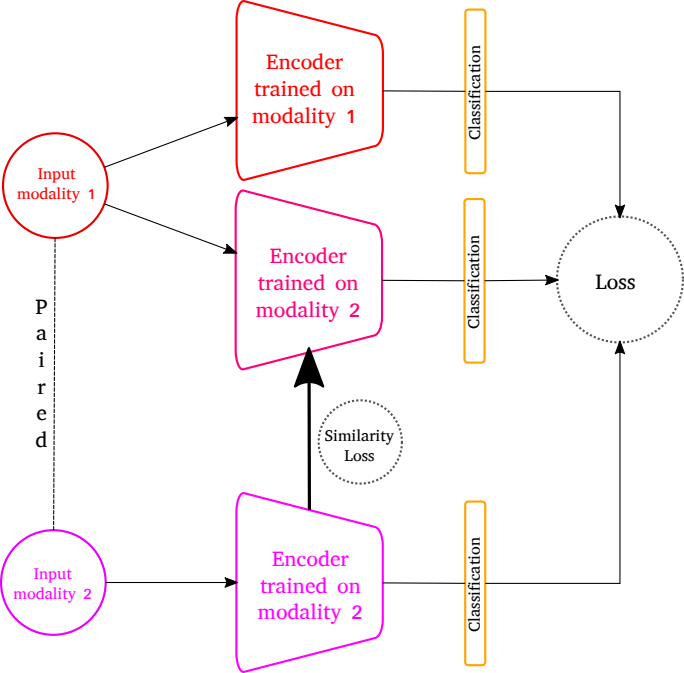 Encoder
trained on
modality 1
Classification
Input
modality 1
Encoder
trained on
modality 2
Classification
Loss
Paired
Similarity
Loss
Input
modality 2
Encoder
trained on
modality 2
Classification